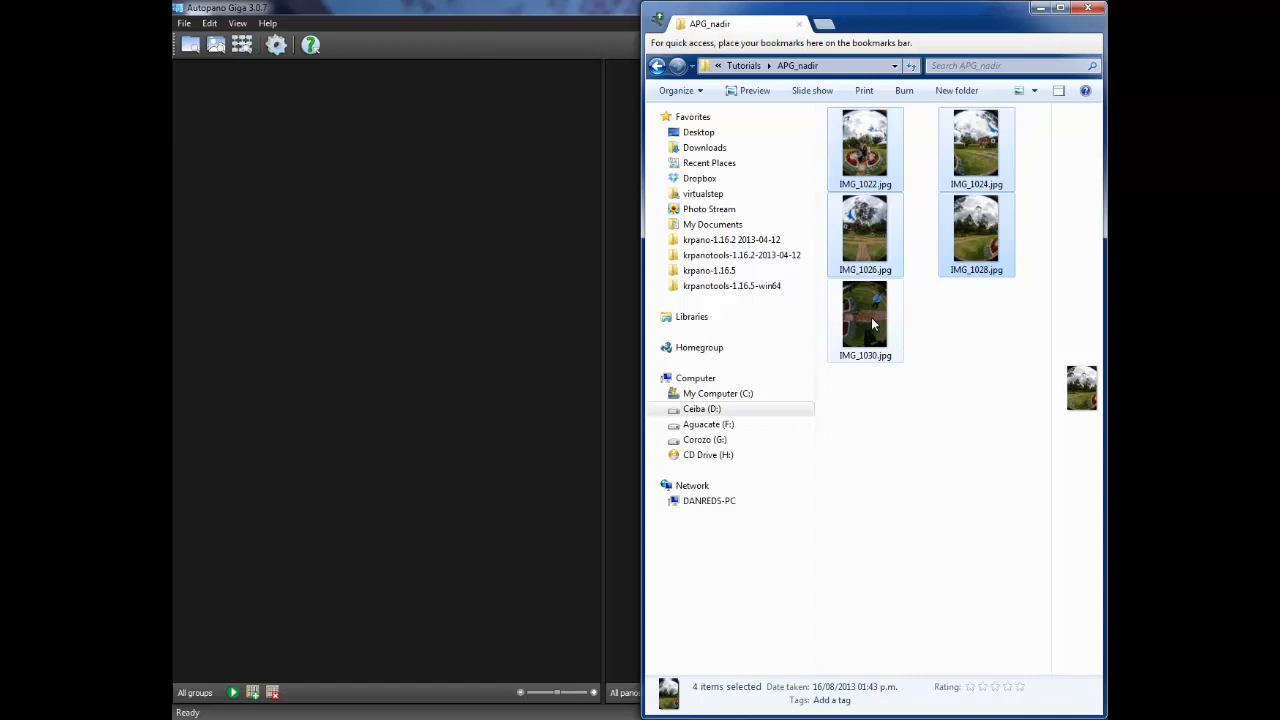 Autopano Giga 3.0.7
File Edit View Help
All groups
All pano
Ready
APG_nadir
For quick access, place your bookmarks here on the bookmarks bar.
« Tutorials APG_nadir
Search APG_nadir
Organize Preview Slide show Print Burn New folder
Favorites
Desktop
Downloads
Recent Places
Dropbox
virtualstep
Photo Stream
My Documents
krpano-1.16.2 2013-04-12
krpanotools-1.16.2-2013-04-12
krpano-1.16.5
krpanotools-1.16.5-win64
Libraries
Homegroup
Computer
My Computer (C:)
Ceiba (D:)
Aguacate (F:)
Corozo (G:)
CD Drive (H:)
Network
DANREDS-PC
IMG_1022.jpg IMG_1024.jpg
IMG_1026.jpg IMG_1028.jpg
IMG_1030.jpg
4 items selected Date taken: 16/08/2013 01:43 p.m. Rating:
Tags: Add a tag